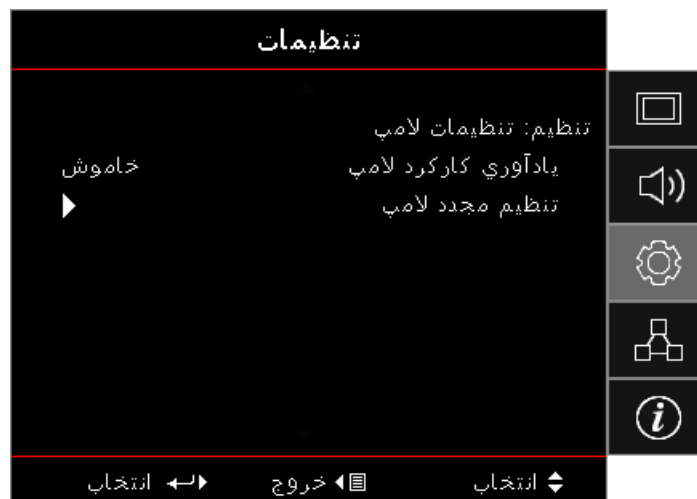 تنظیمات
تنظیم: تنظیمات لامپ
یادآوري کارکرد لامپ خاموش
تنظیم مجدد لامپ
انتخاب خروج انتخاب